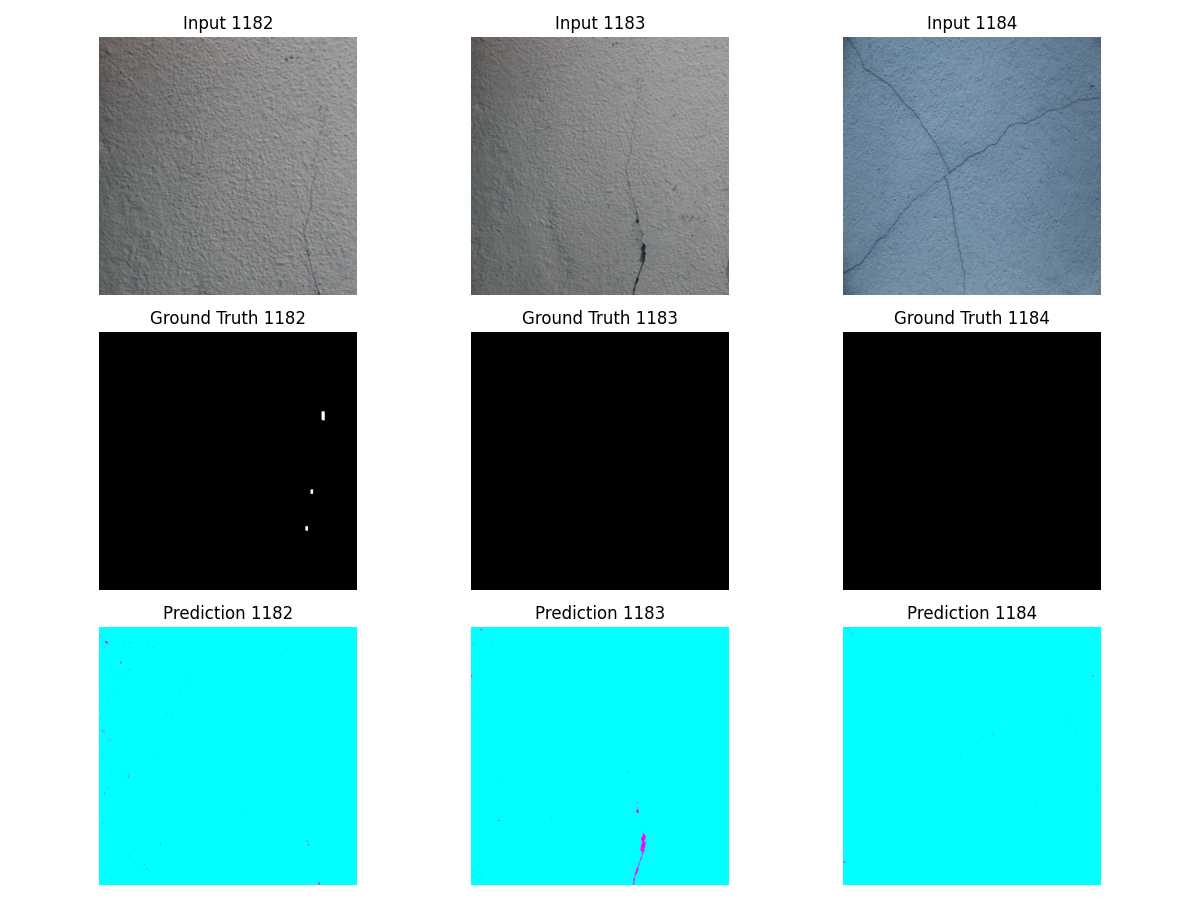 Input 1182
Input 1183
Input 1184
Ground Truth 1182
Ground Truth 1183
Ground Truth 1184
Prediction 1182
Prediction 1183
Prediction 1184